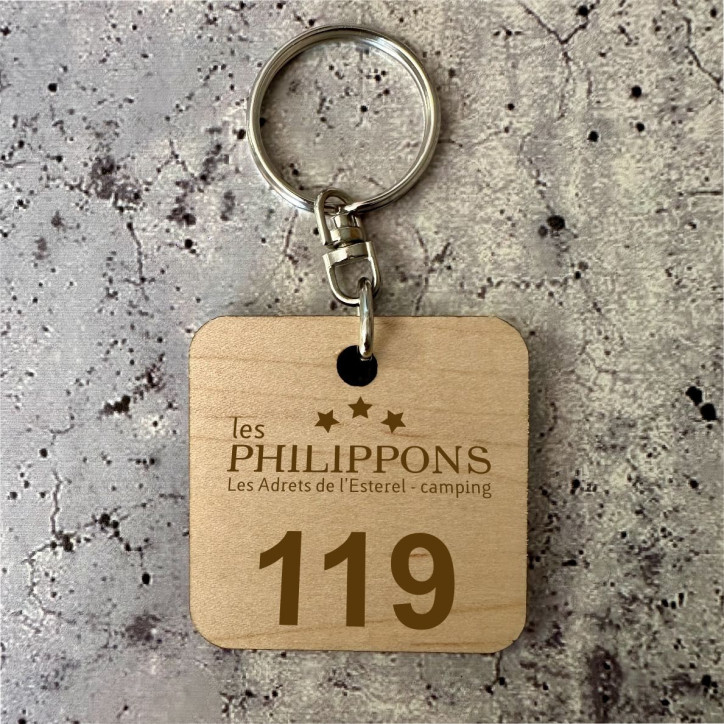 les
PHILIPPONS
Les Adrets de l'Esterel - camping
119